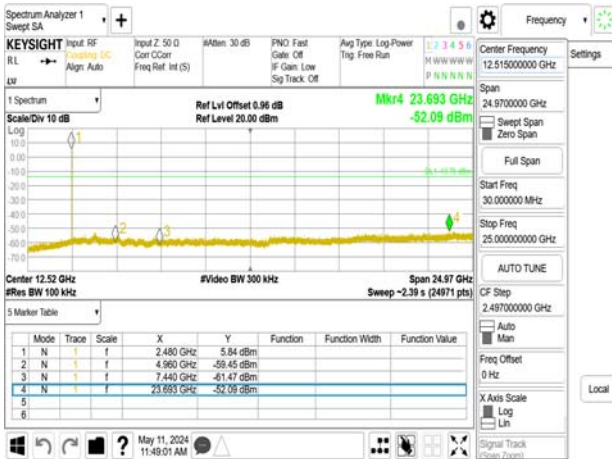 Spectrum Analyzer 1
Swept SA
Frequency
KEYSIGHT
RL
Input: RF
Coupling: DC
Align: Auto
Input Z: 50 Ω
Corr CCorr
Freq Ref: Int (S)
#Atten: 30 dB
PNO: Fast
Gate: Off
IF Gain: Low
Sig Track: Off
Avg Type: Log-Power
Trig: Free Run
1 2 3 4 5 6
M W W W W W
P N N N N N
1 Spectrum
Scale/Div 10 dB
Ref Lvl Offset 0.96 dB
Ref Level 20.00 dBm
Mkr4 23.693 GHz
-52.09 dBm
Log
10.0
0.00
-10.0
-20.0
-30.0
-40.0
-50.0
-60.0
-70.0
1
2
3
4
Center 12.52 GHz
#Res BW 100 kHz
#Video BW 300 kHz
Span 24.97 GHz
Sweep ~2.39 s (24971 pts)
5 Marker Table
Mode Trace Scale X Y Function Function Width Function Value
1 N 1 f 2.480 GHz 5.84 dBm
2 N 1 f 4.960 GHz -59.45 dBm
3 N 1 f 7.440 GHz -61.47 dBm
4 N 1 f 23.693 GHz -52.09 dBm
5
6
May 11, 2024
11:49:01 AM
Center Frequency
12.515000000 GHz
Span
24.9700000 GHz
Swept Span
Zero Span
Full Span
Start Freq
30.000000 MHz
Stop Freq
25.000000000 GHz
AUTO TUNE
CF Step
2.497000000 GHz
Auto
Man
Freq Offset
0 Hz
X Axis Scale
Log
Lin
Signal Track
(Span Zoom)
Settings
Local